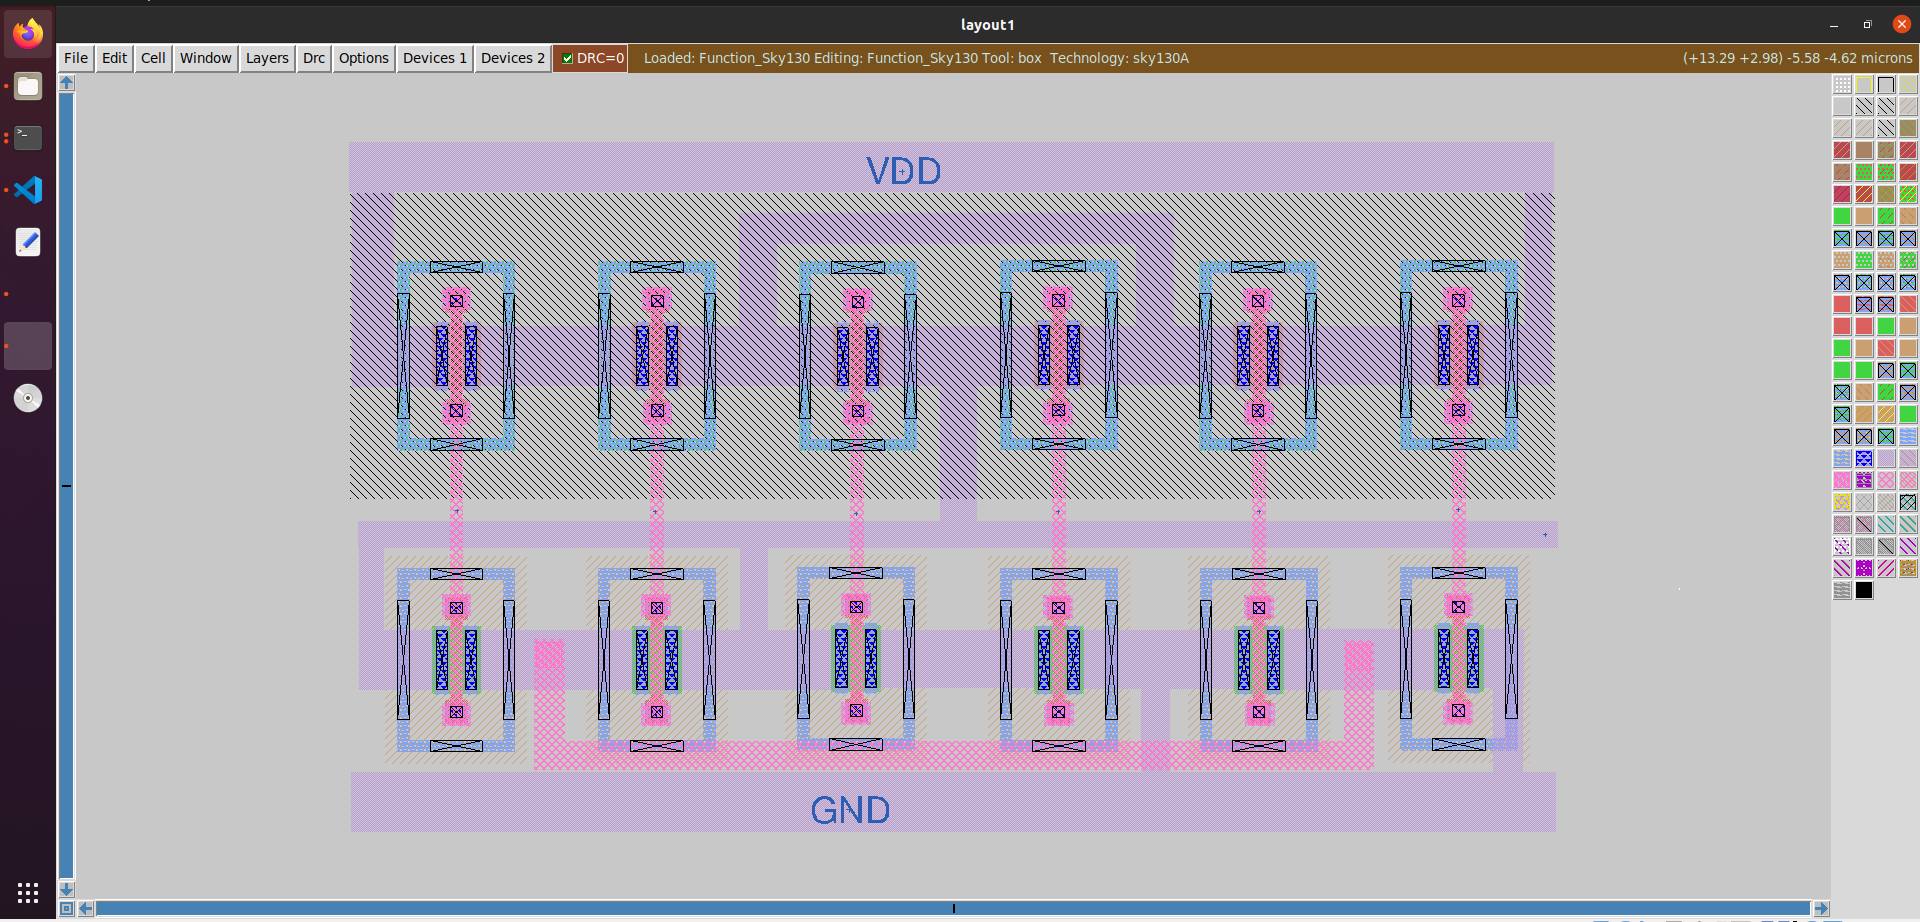 layout1
File Edit Cell Window Layers Drc Options Devices 1 Devices 2 DRC=0 Loaded: Function_Sky130 Editing: Function_Sky130 Tool: box Technology: sky130A (+13.29 +2.98) -5.58 -4.62 microns
VDD
GND